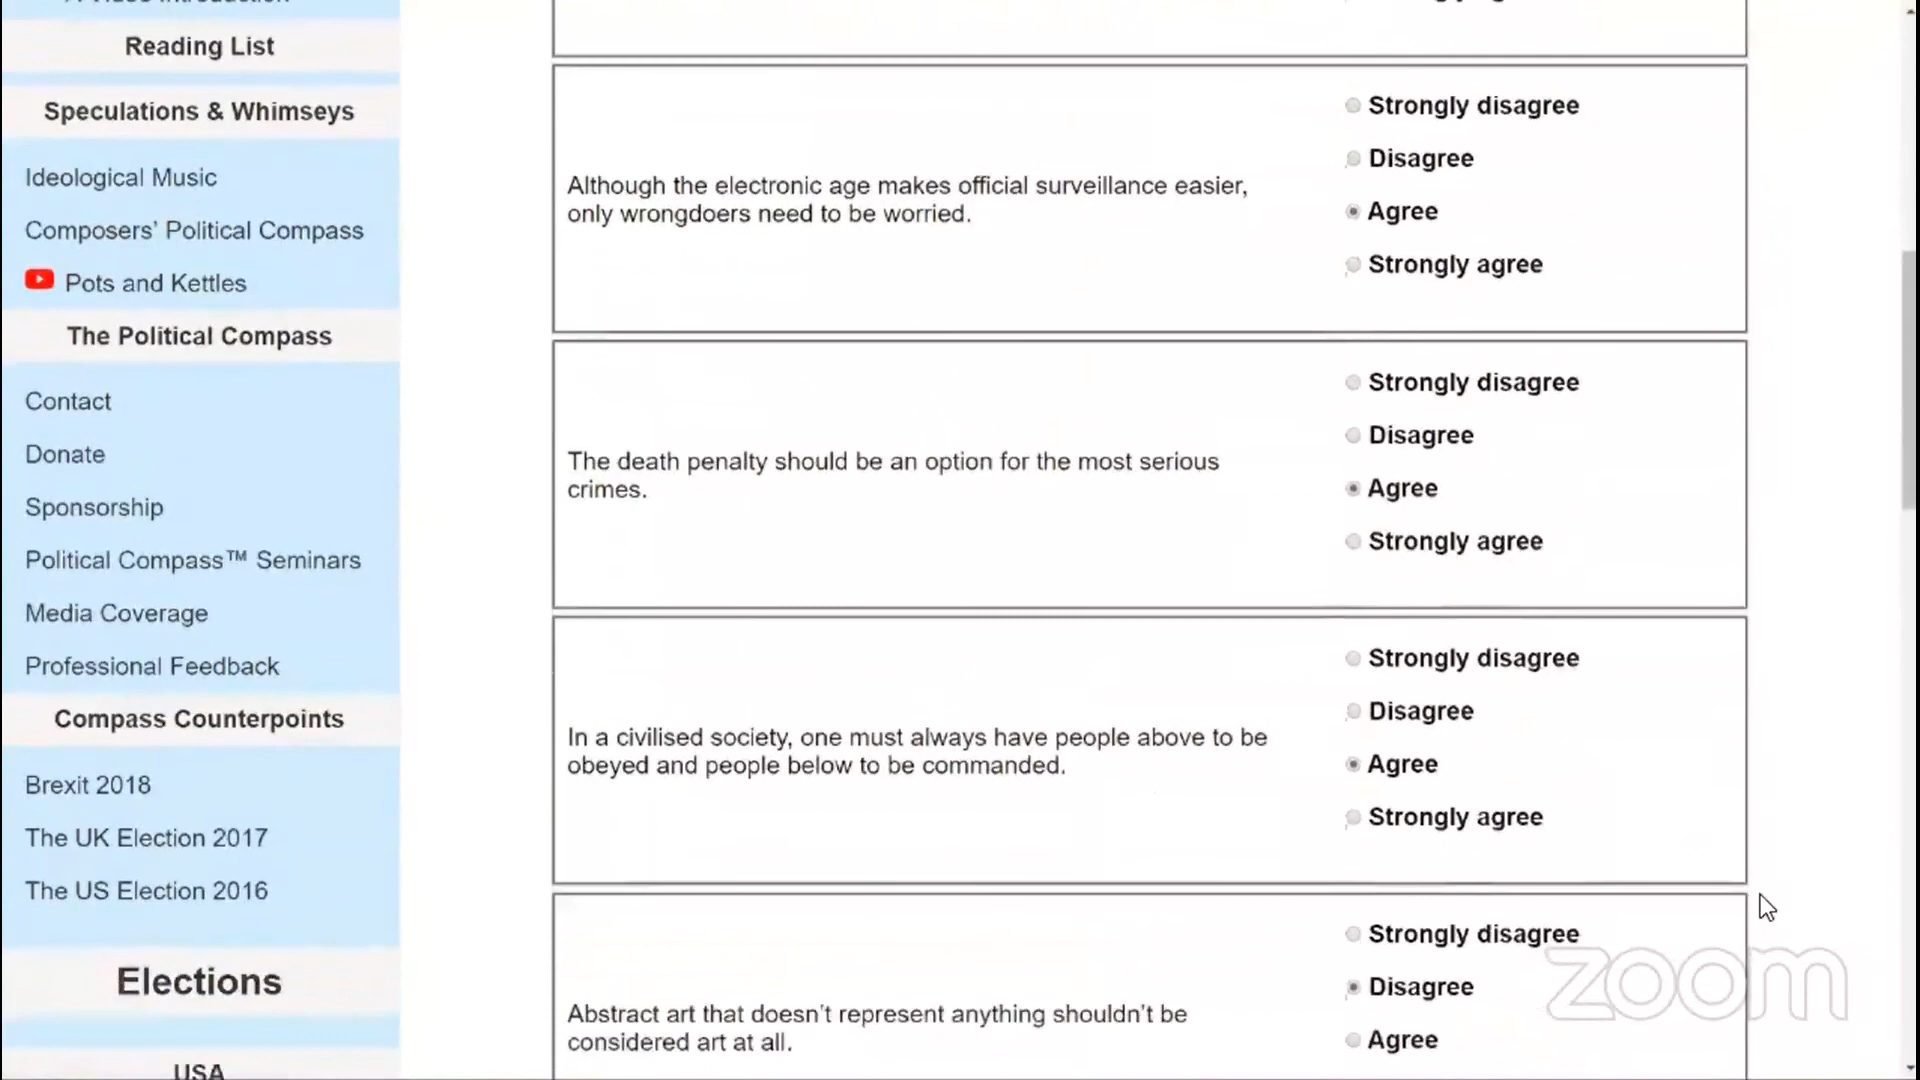 Reading List
Speculations & Whimseys
Ideological Music
Composers' Political Compass
Pots and Kettles
The Political Compass
Contact
Donate
Sponsorship
Political Compass™ Seminars
Media Coverage
Professional Feedback
Compass Counterpoints
Brexit 2018
The UK Election 2017
The US Election 2016
Elections
USA
Although the electronic age makes official surveillance easier,
only wrongdoers need to be worried.
Strongly disagree
Disagree
Agree
Strongly agree
The death penalty should be an option for the most serious
crimes.
Strongly disagree
Disagree
Agree
Strongly agree
In a civilised society, one must always have people above to be
obeyed and people below to be commanded.
Strongly disagree
Disagree
Agree
Strongly agree
Abstract art that doesn't represent anything shouldn't be
considered art at all.
Strongly disagree
Disagree
Agree
zoom